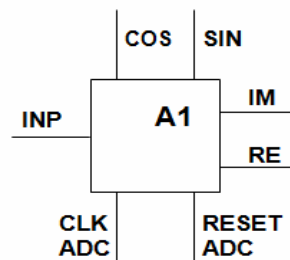 COS SIN
INP A1 IM
RE
CLK RESET
ADC ADC